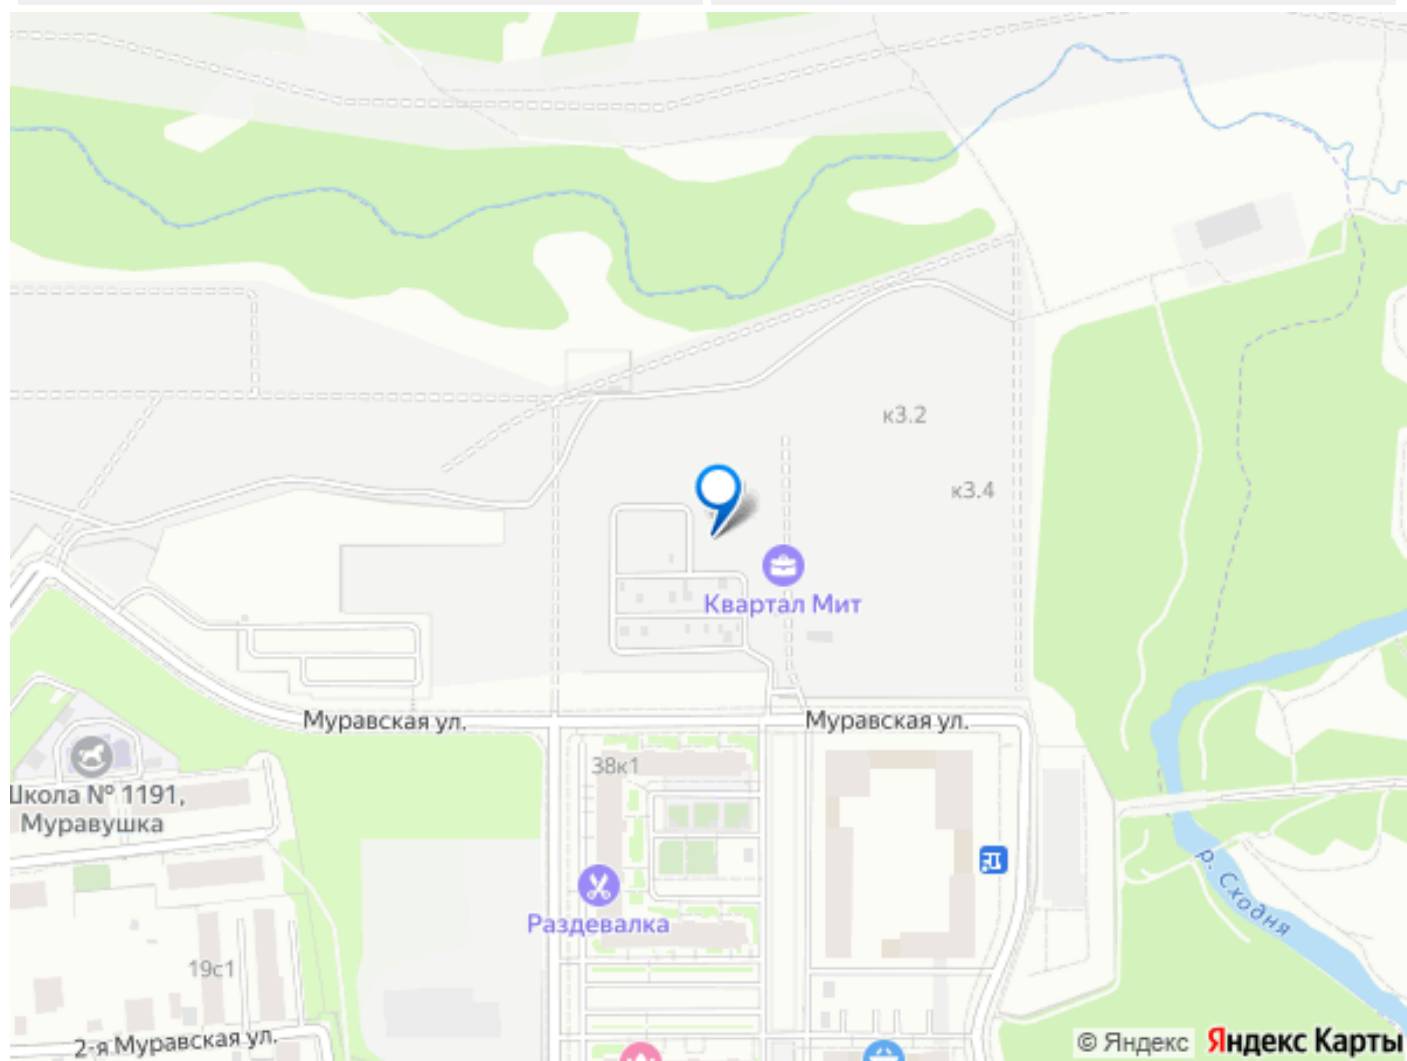 к3.2
к3.4
Квартал Мит
Муравская ул.
Муравская ул.
38к1
Школа № 1191,
Муравушка
Раздевалка
р. Сходня
19с1
2-я Муравская ул.
© Яндекс Яндекс Карты